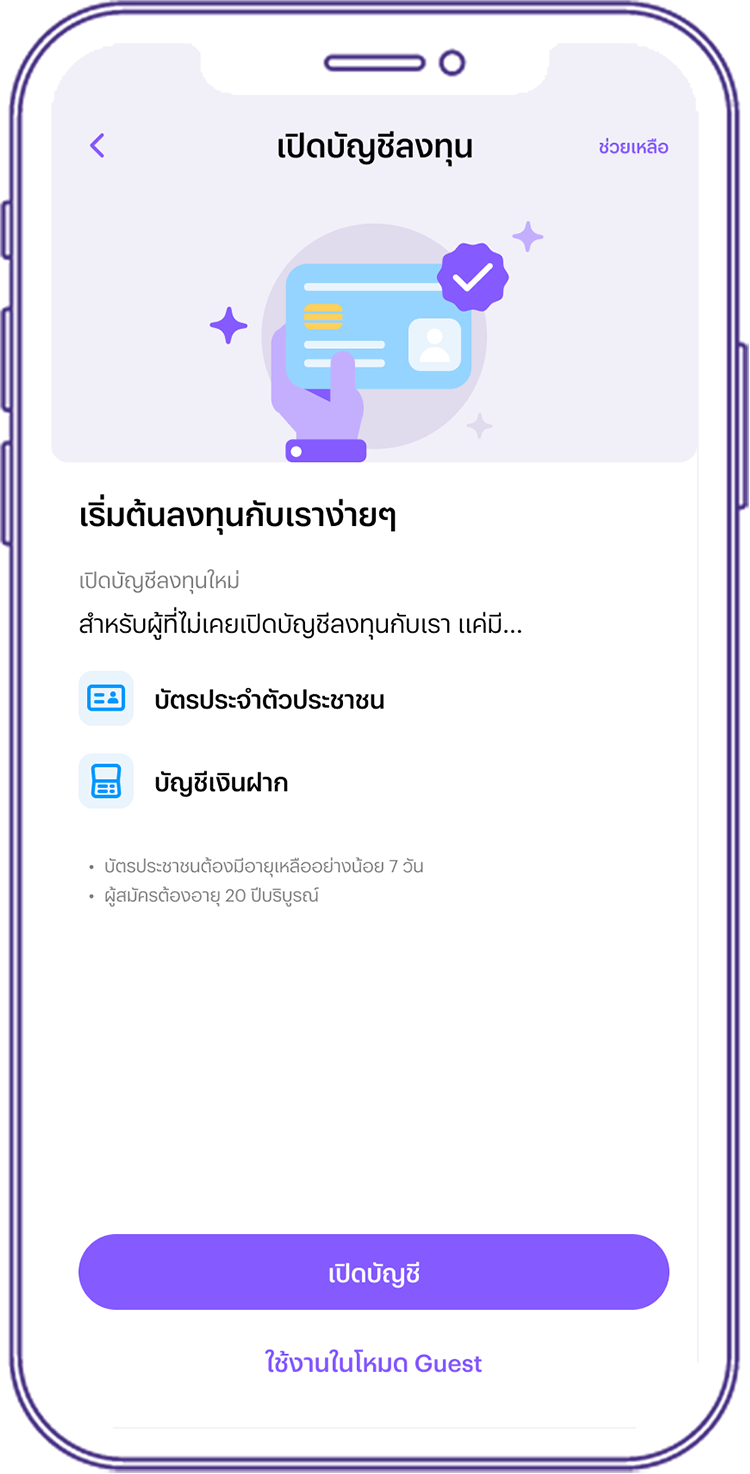 เปิดบัญชีลงทุน
ช่วยเหลือ
เริ่มต้นลงทุนกับเราง่ายๆ
เปิดบัญชีลงทุนใหม่
สำหรับผู้ที่ไม่เคยเปิดบัญชีลงทุนกับเรา แค่มี...
บัตรประจำตัวประชาชน
บัญชีเงินฝาก
• บัตรประชาชนต้องมีอายุเหลืออย่างน้อย 7 วัน
• ผู้สมัครต้องอายุ 20 ปีบริบูรณ์
เปิดบัญชี
ใช้งานในโหมด Guest